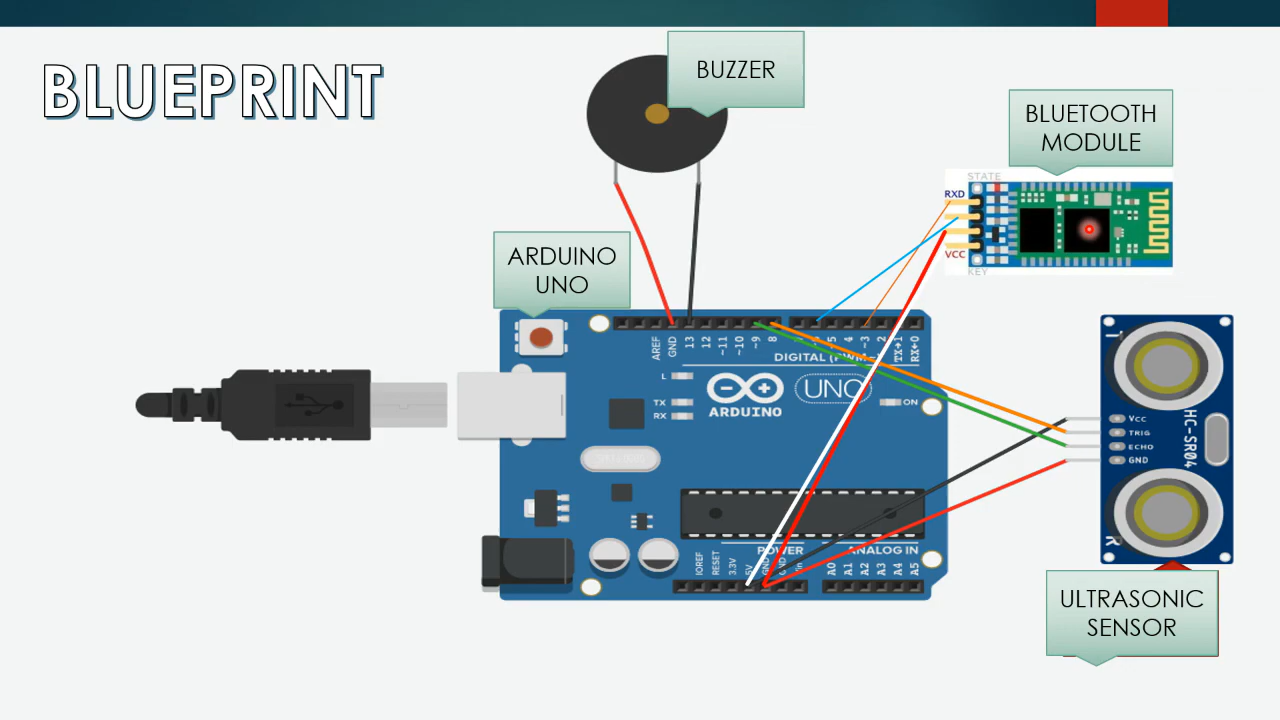 BLUEPRINT
BUZZER
BLUETOOTH
MODULE
STATE
RXD
VCC
KEY
ARDUINO
UNO
AREF
GND
13
12
~11
~10
~9
8
5
4
~3
2
TX→1
RX←0
DIGITAL (PWM~)
L
TX
RX
ARDUINO
UNO
ON
Vcc
TRIG
ECHO
GND
HC-SR04
T
R
POWER
ANALOG IN
IOREF
RESET
3.3V
5V
GND
GND
A0
A1
A2
A3
A4
A5
ULTRASONIC
SENSOR